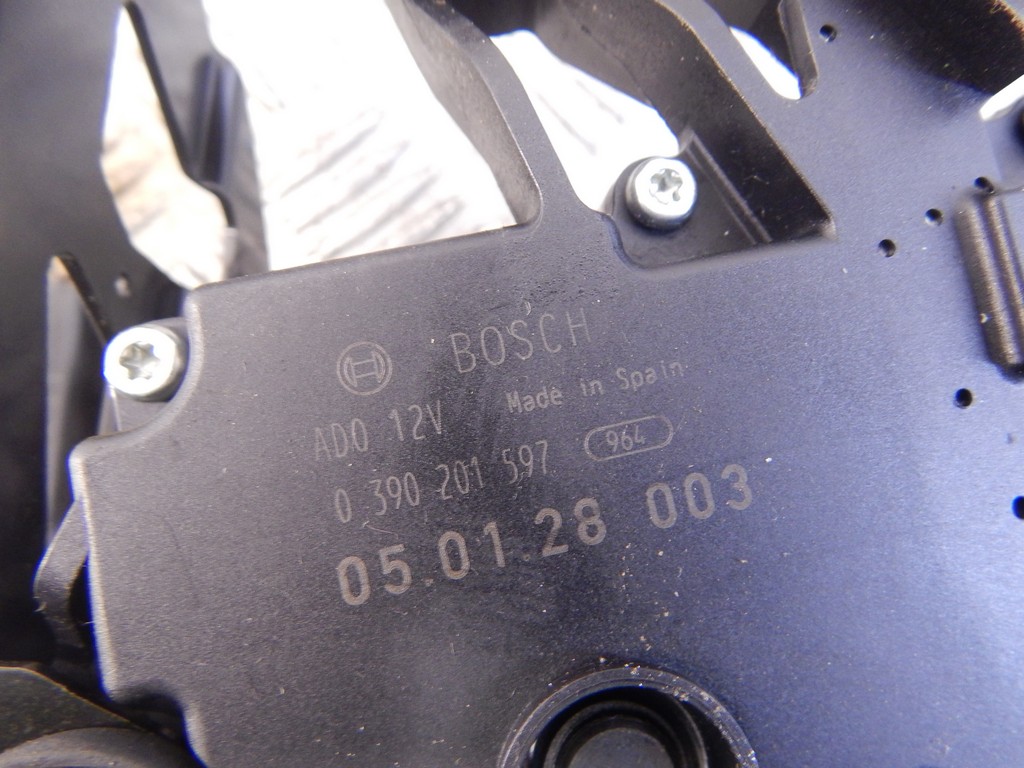 BOSCH
Made in Spain
ADO 12V
0 390 201 597 964
05.01.28 003